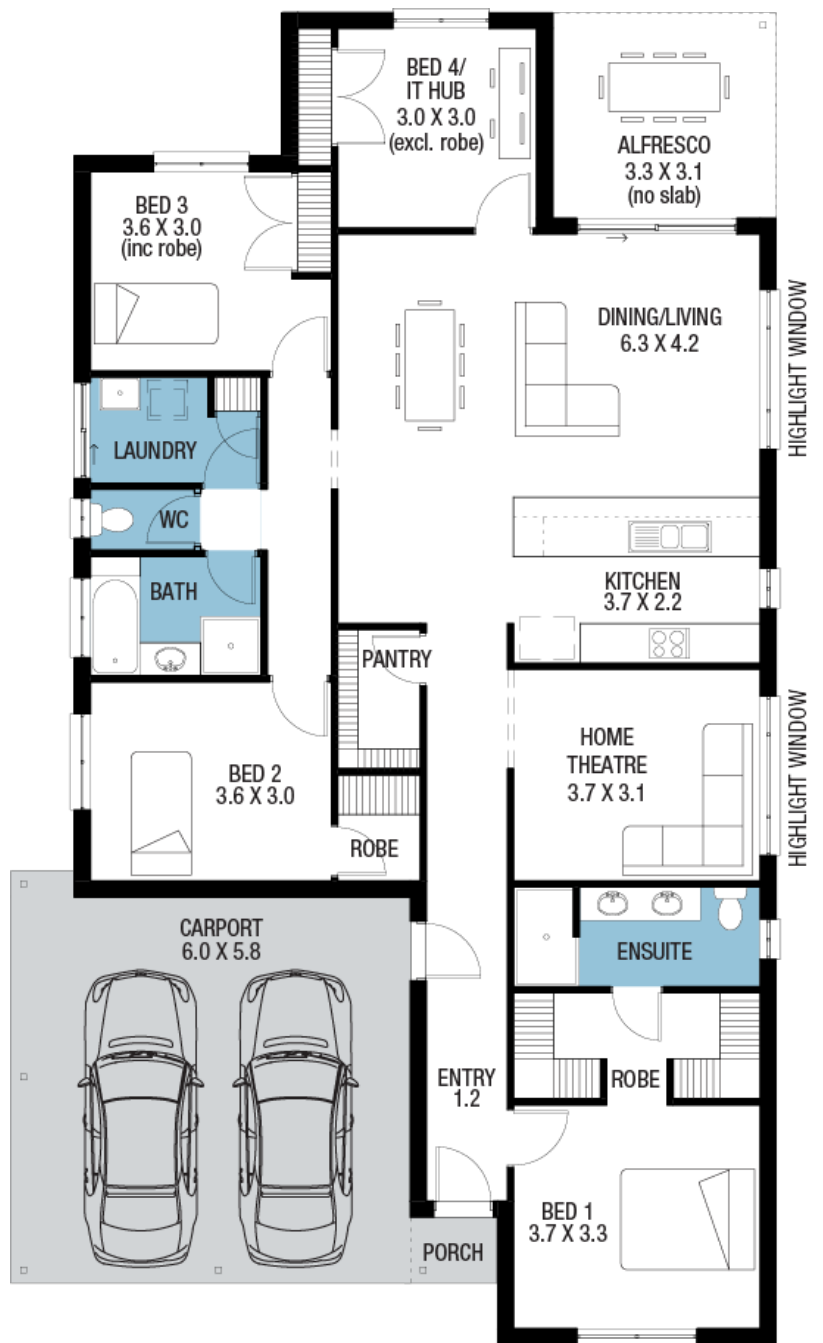 BED 4/
IT HUB
3.0 X 3.0
(excl. robe)
ALFRESCO
3.3 X 3.1
(no slab)
BED 3
3.6 X 3.0
(inc robe)
DINING/LIVING
6.3 X 4.2
HIGHLIGHT WINDOW
LAUNDRY
WC
BATH
KITCHEN
3.7 X 2.2
PANTRY
HOME
THEATRE
3.7 X 3.1
HIGHLIGHT WINDOW
BED 2
3.6 X 3.0
ROBE
CARPORT
6.0 X 5.8
ENSUITE
ENTRY
1.2
ROBE
BED 1
3.7 X 3.3
PORCH